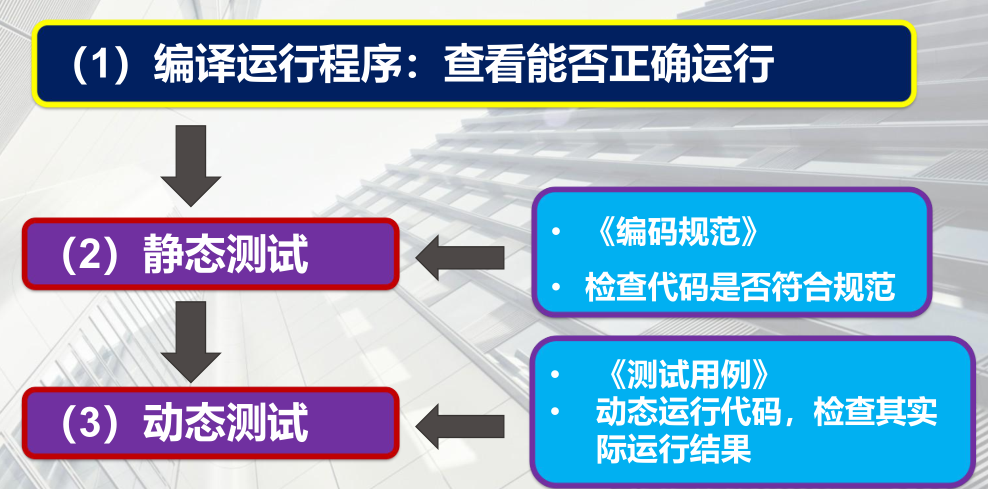 （1）编译运行程序：查看能否正确运行
（2）静态测试
• 《编码规范》
• 检查代码是否符合规范
（3）动态测试
• 《测试用例》
• 动态运行代码，检查其实
际运行结果